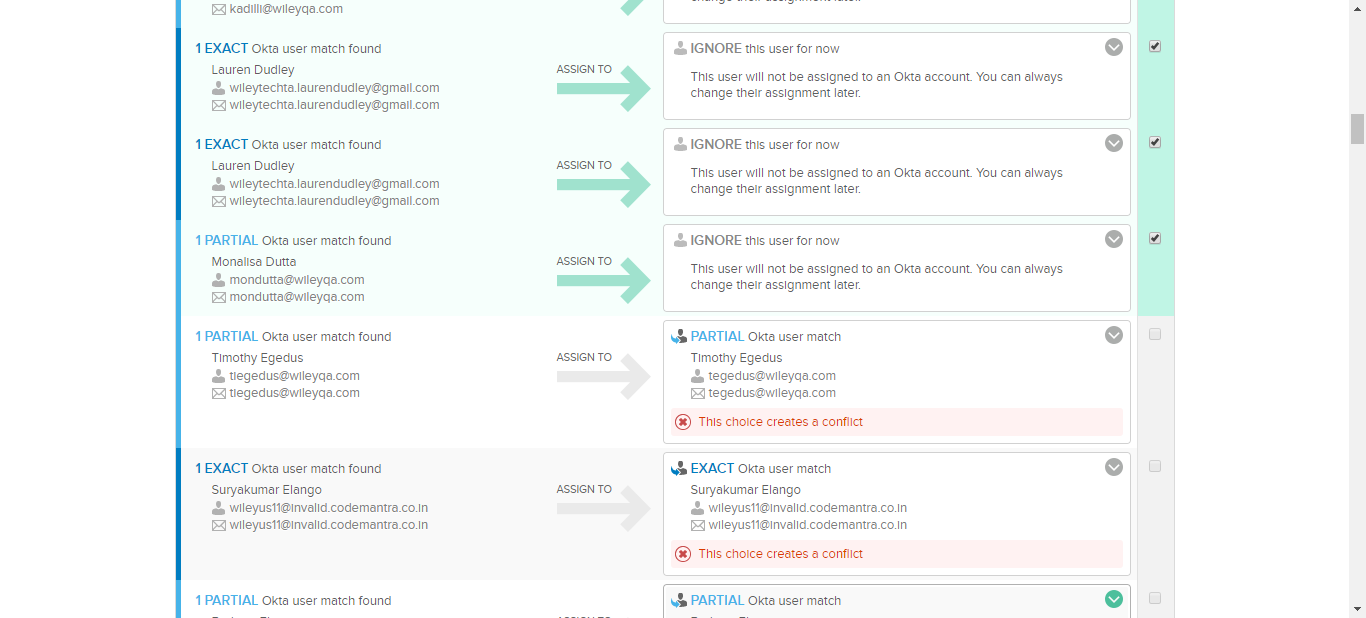 kadilli@wileyqa.com
1 EXACT Okta user match found
Lauren Dudley
wileytechta.laurendudley@gmail.com
wileytechta.laurendudley@gmail.com
ASSIGN TO
IGNORE this user for now
This user will not be assigned to an Okta account. You can always
change their assignment later.
1 EXACT Okta user match found
Lauren Dudley
wileytechta.laurendudley@gmail.com
wileytechta.laurendudley@gmail.com
ASSIGN TO
IGNORE this user for now
This user will not be assigned to an Okta account. You can always
change their assignment later.
1 PARTIAL Okta user match found
Monalisa Dutta
mondutta@wileyqa.com
mondutta@wileyqa.com
ASSIGN TO
IGNORE this user for now
This user will not be assigned to an Okta account. You can always
change their assignment later.
1 PARTIAL Okta user match found
Timothy Egedus
tiegedus@wileyqa.com
tiegedus@wileyqa.com
ASSIGN TO
PARTIAL Okta user match
Timothy Egedus
tegedus@wileyqa.com
tegedus@wileyqa.com
This choice creates a conflict
1 EXACT Okta user match found
Suryakumar Elango
wileyus11@invalid.codemantra.co.in
wileyus11@invalid.codemantra.co.in
ASSIGN TO
EXACT Okta user match
Suryakumar Elango
wileyus11@invalid.codemantra.co.in
wileyus11@invalid.codemantra.co.in
This choice creates a conflict
1 PARTIAL Okta user match found
PARTIAL Okta user match